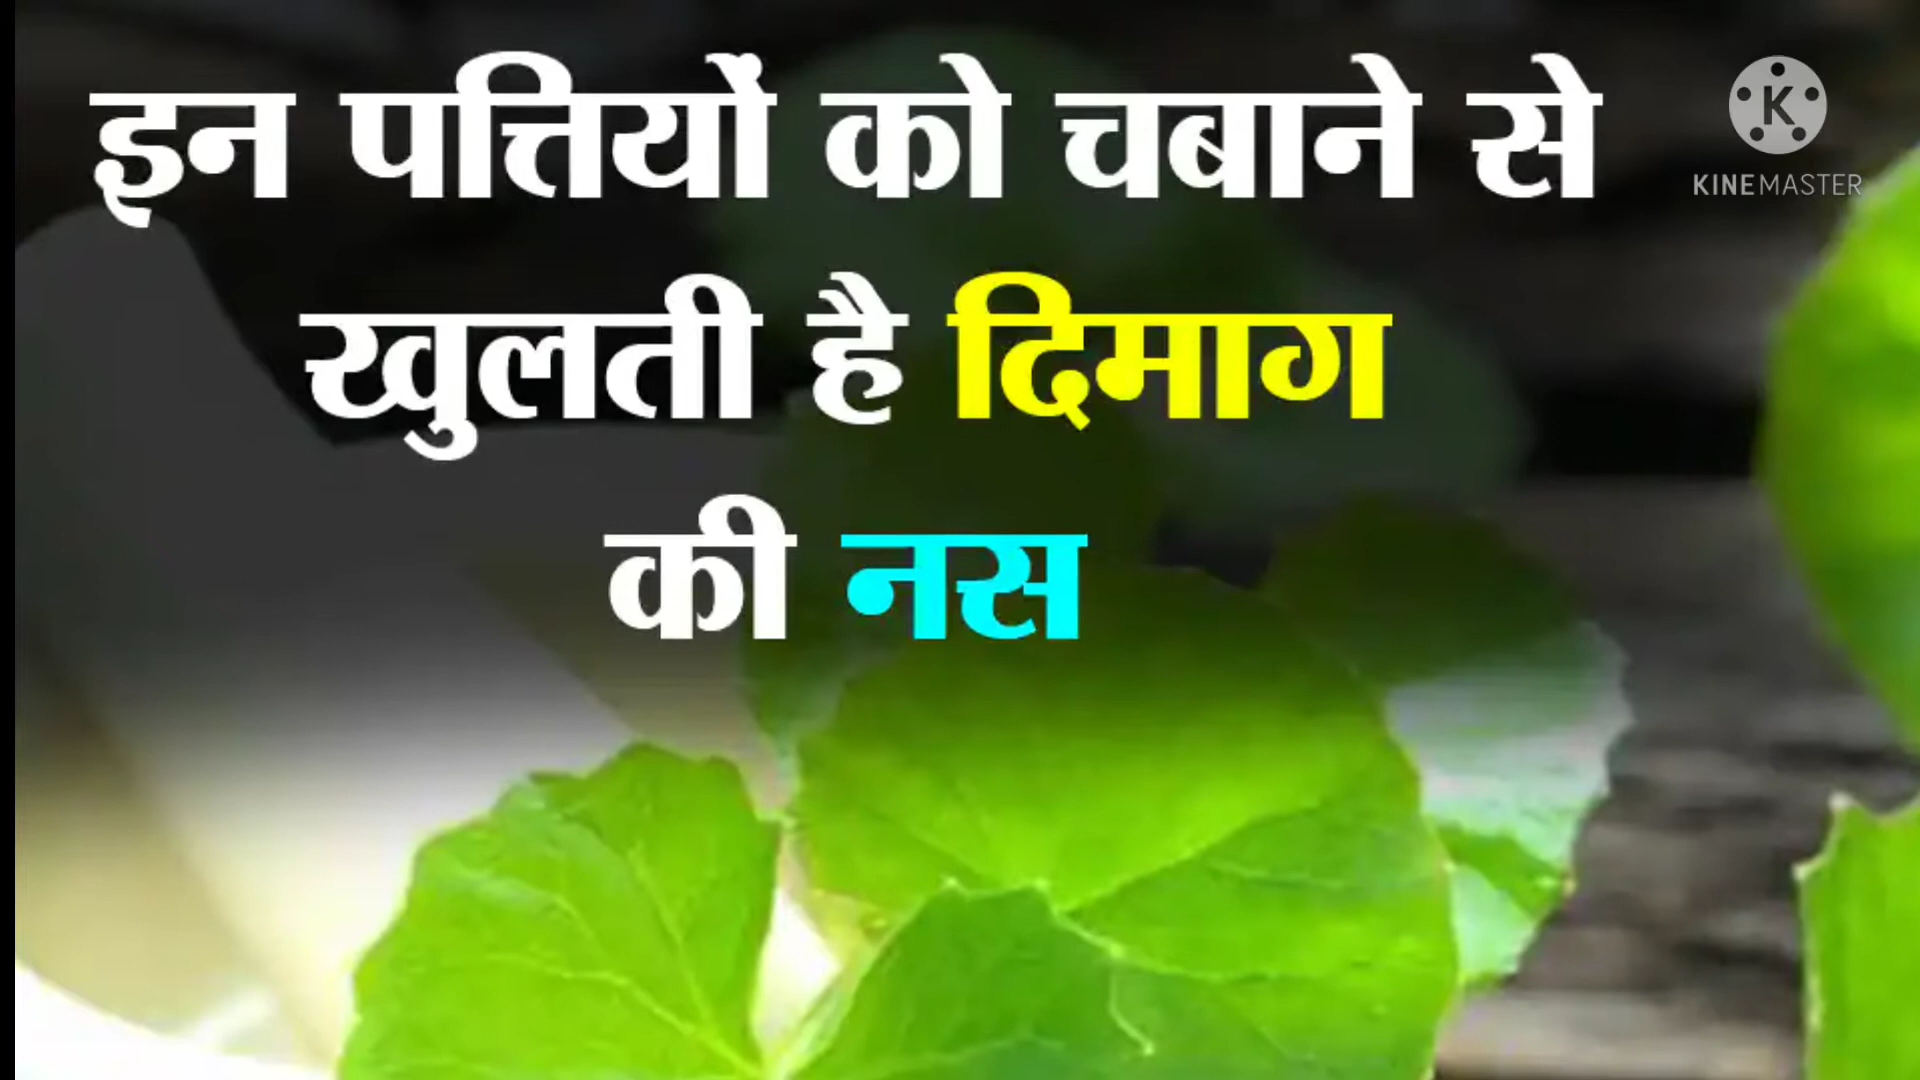 इन पत्तियों को चबाने से
खुलती है दिमाग
की नस
K
KINEMASTER